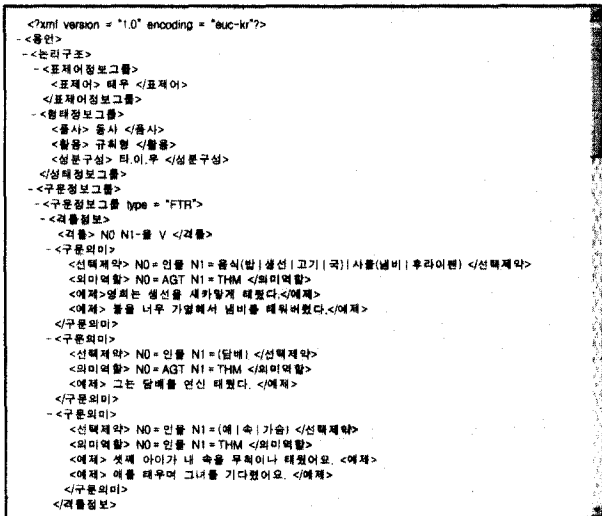 <?xml version = "1.0" encoding = "euc-kr"?>
- <용언>
- <논리구조>
- <표제어정보그룹>
<표제어> 태우 </표제어>
</표제어정보그룹>
- <형태정보그룹>
<품사> 동사 </품사>
<활용> 규칙형 </활용>
<성분구성> 타.이.우 </성분구성>
</성태정보그룹>
- <구문정보그룹>
- <구문정보그룹 type = "FTR">
- <격틀정보>
<격틀> N0 N1-을 V </격틀>
- <구문의미>
<선택제약> N0 = 인물 N1 = 음식(밥 | 생선 | 고기 | 국) | 사물(냄비 | 후라이팬) </선택제약>
<의미역할> N0 = AGT N1 = THM </의미역할>
<예제>영희는 생선을 새카맣게 태웠다.</예제>
<예제> 불을 너무 가열해서 냄비를 태워버렸다.</예제>
</구문의미>
- <구문의미>
<선택제약> N0 = 인물 N1 = (담배) </선택제약>
<의미역할> N0 = AGT N1 = THM </의미역할>
<예제> 그는 담배를 연신 태웠다. </예제>
</구문의미>
- <구문의미>
<선택제약> N0 = 인물 N1 = (애 | 속 | 가슴) </선택제약>
<의미역할> N0 = 인물 N1 = THM </의미역할>
<예제> 셋째 아이가 내 속을 무척이나 태웠어요. <예제>
<예제> 애를 태우며 그녀를 기다렸어요. </예제>
</구문의미>
</격틀정보>